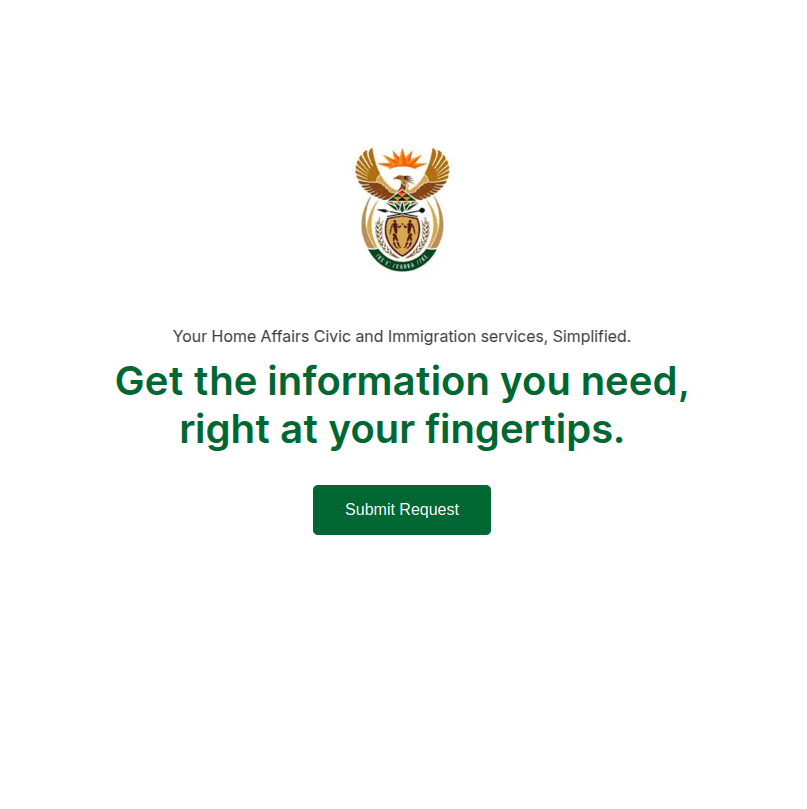 Your Home Affairs Civic and Immigration services, Simplified.
Get the information you need,
right at your fingertips.
Submit Request